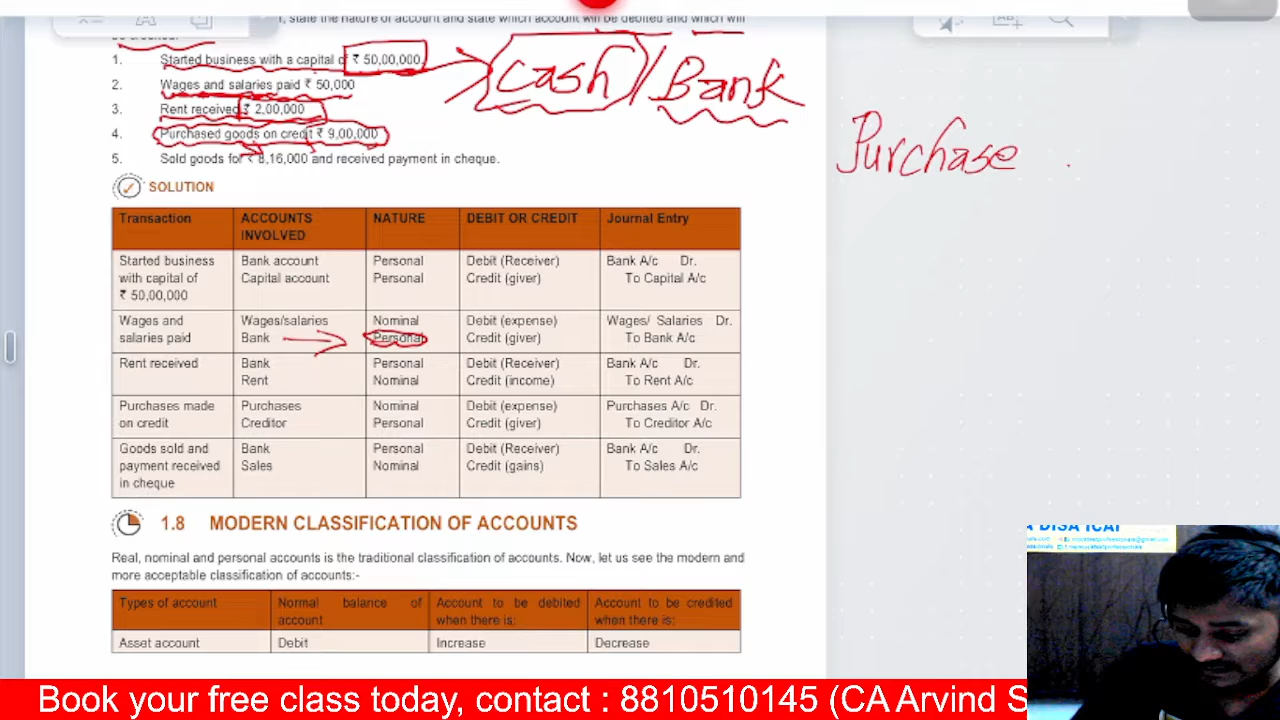 , state the nature of account and state which account will be debited and which will
1. Started business with a capital of ₹ 50,00,000. Cash / Bank
2. Wages and salaries paid ₹ 50,000
3. Rent received ₹ 2,00,000
4. Purchased goods on credit ₹ 9,00,000
Purchase
5. Sold goods for ₹ 8,16,000 and received payment in cheque.
SOLUTION
Transaction ACCOUNTS INVOLVED NATURE DEBIT OR CREDIT Journal Entry
Started business Bank account Personal Debit (Receiver) Bank A/c Dr.
with capital of Capital account Personal Credit (giver) To Capital A/c
₹ 50,00,000
Wages and Wages/salaries Nominal Debit (expense) Wages/ Salaries Dr.
salaries paid Bank Personal Credit (giver) To Bank A/c
Rent received Bank Personal Debit (Receiver) Bank A/c Dr.
Rent Nominal Credit (income) To Rent A/c
Purchases made Purchases Nominal Debit (expense) Purchases A/c Dr.
on credit Creditor Personal Credit (giver) To Creditor A/c
Goods sold and Bank Personal Debit (Receiver) Bank A/c Dr.
payment received Sales Nominal Credit (gains) To Sales A/c
in cheque
1.8 MODERN CLASSIFICATION OF ACCOUNTS
Real, nominal and personal accounts is the traditional classification of accounts. Now, let us see the modern and
more acceptable classification of accounts:-
Types of account Normal balance of Account to be debited Account to be credited
account when there is: when there is:
Asset account Debit Increase Decrease
A DISA ICAI
Book your free class today, contact : 8810510145 (CA Arvind S